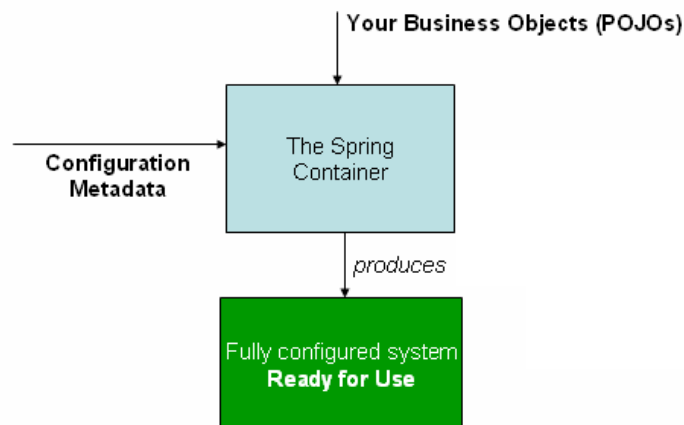 Your Business Objects (POJOs)
The Spring
Container
Configuration
Metadata
produces
Fully configured system
Ready for Use